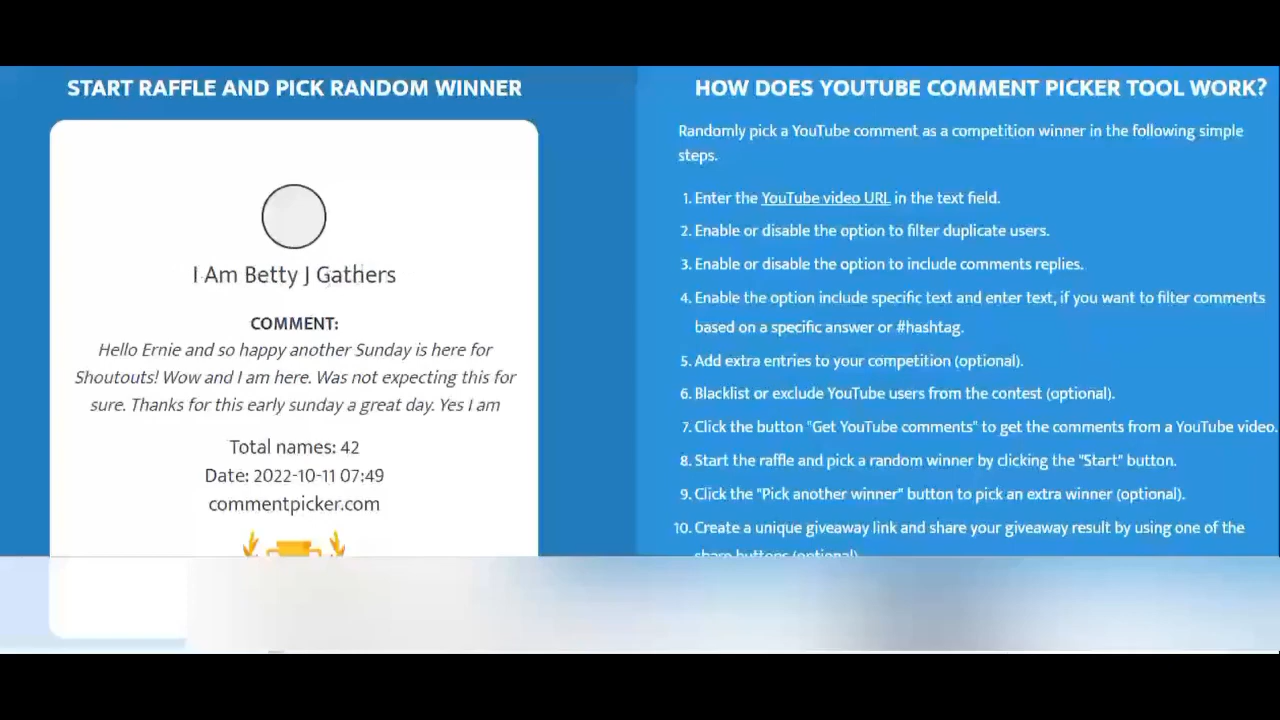 START RAFFLE AND PICK RANDOM WINNER
I Am Betty J Gathers
COMMENT:
Hello Ernie and so happy another Sunday is here for
Shoutouts! Wow and I am here. Was not expecting this for
sure. Thanks for this early sunday a great day. Yes I am
Total names: 42
Date: 2022-10-11 07:49
commentpicker.com
HOW DOES YOUTUBE COMMENT PICKER TOOL WORK?
Randomly pick a YouTube comment as a competition winner in the following simple
steps.
1. Enter the YouTube video URL in the text field.
2. Enable or disable the option to filter duplicate users.
3. Enable or disable the option to include comments replies.
4. Enable the option include specific text and enter text, if you want to filter comments
based on a specific answer or #hashtag.
5. Add extra entries to your competition (optional).
6. Blacklist or exclude YouTube users from the contest (optional).
7. Click the button "Get YouTube comments" to get the comments from a YouTube video.
8. Start the raffle and pick a random winner by clicking the "Start" button.
9. Click the "Pick another winner" button to pick an extra winner (optional).
10. Create a unique giveaway link and share your giveaway result by using one of the
share buttons (optional).